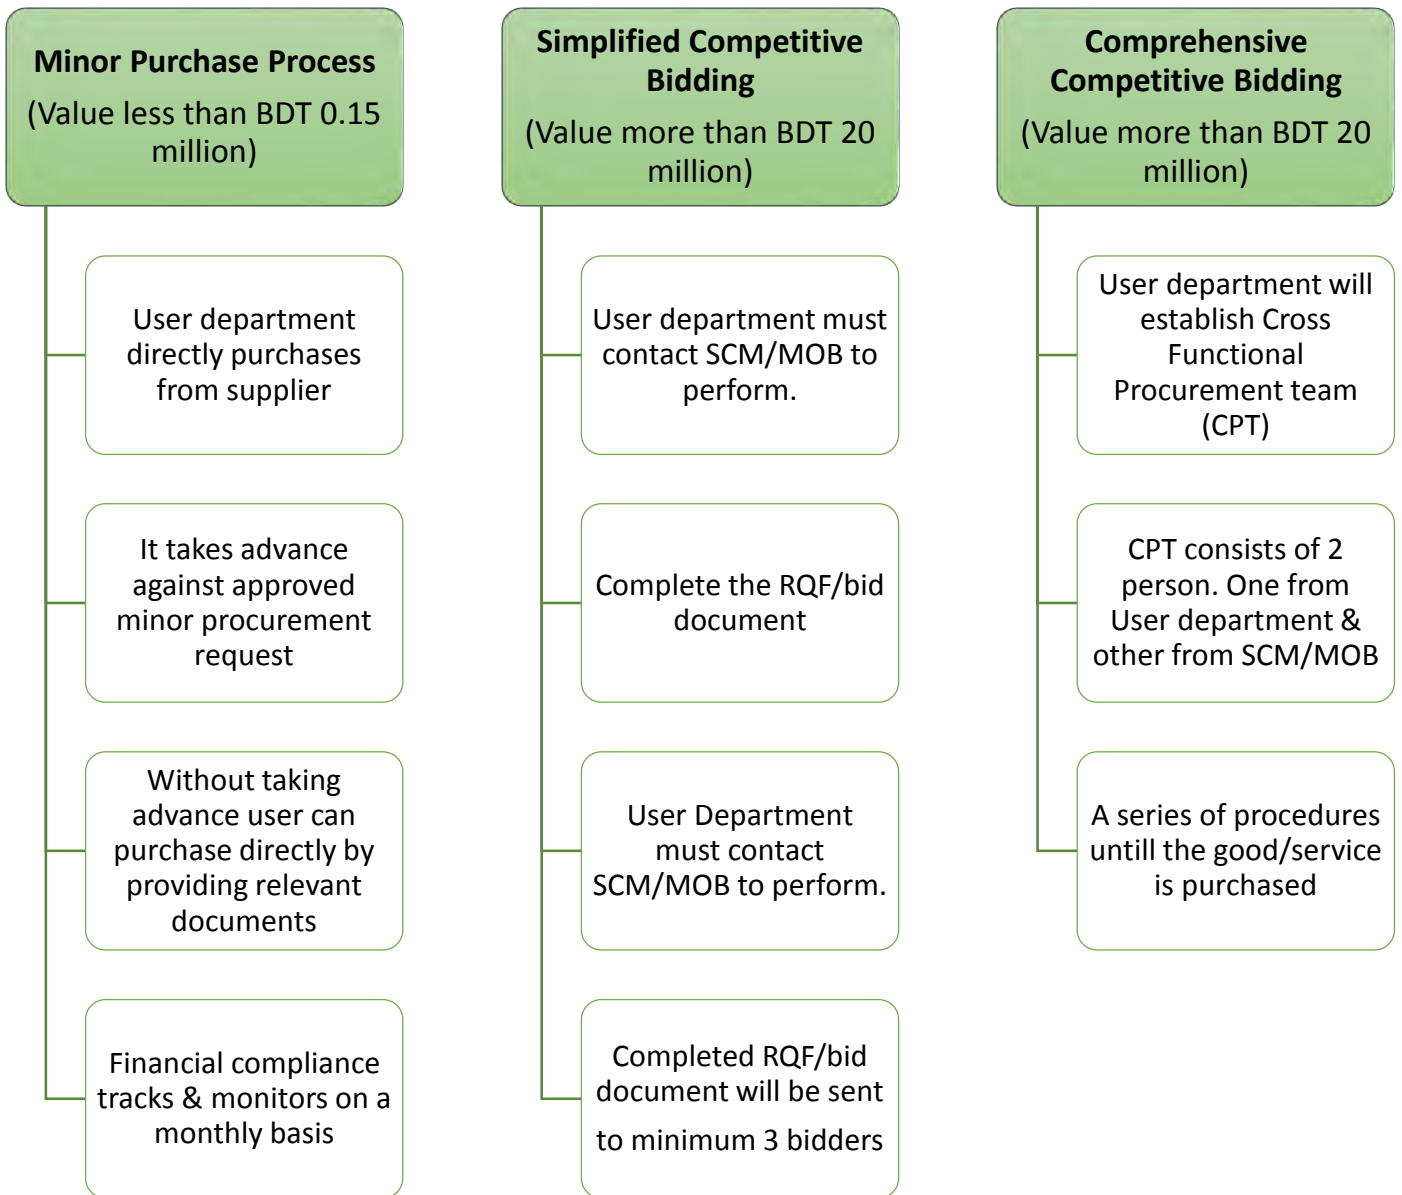 Minor Purchase Process
(Value less than BDT 0.15
million)
User department
directly purchases
from supplier
It takes advance
against approved
minor procurement
request
Without taking
advance user can
purchase directly by
providing relevant
documents
Financial compliance
tracks & monitors on a
monthly basis
Simplified Competitive
Bidding
(Value more than BDT 20
million)
User department must
contact SCM/MOB to
perform.
Complete the RQF/bid
document
User Department
must contact
SCM/MOB to perform.
Completed RQF/bid
document will be sent
to minimum 3 bidders
Comprehensive
Competitive Bidding
(Value more than BDT 20
million)
User department will
establish Cross
Functional
Procurement team
(CPT)
CPT consists of 2
person. One from
User department &
other from SCM/MOB
A series of procedures
untill the good/service
is purchased